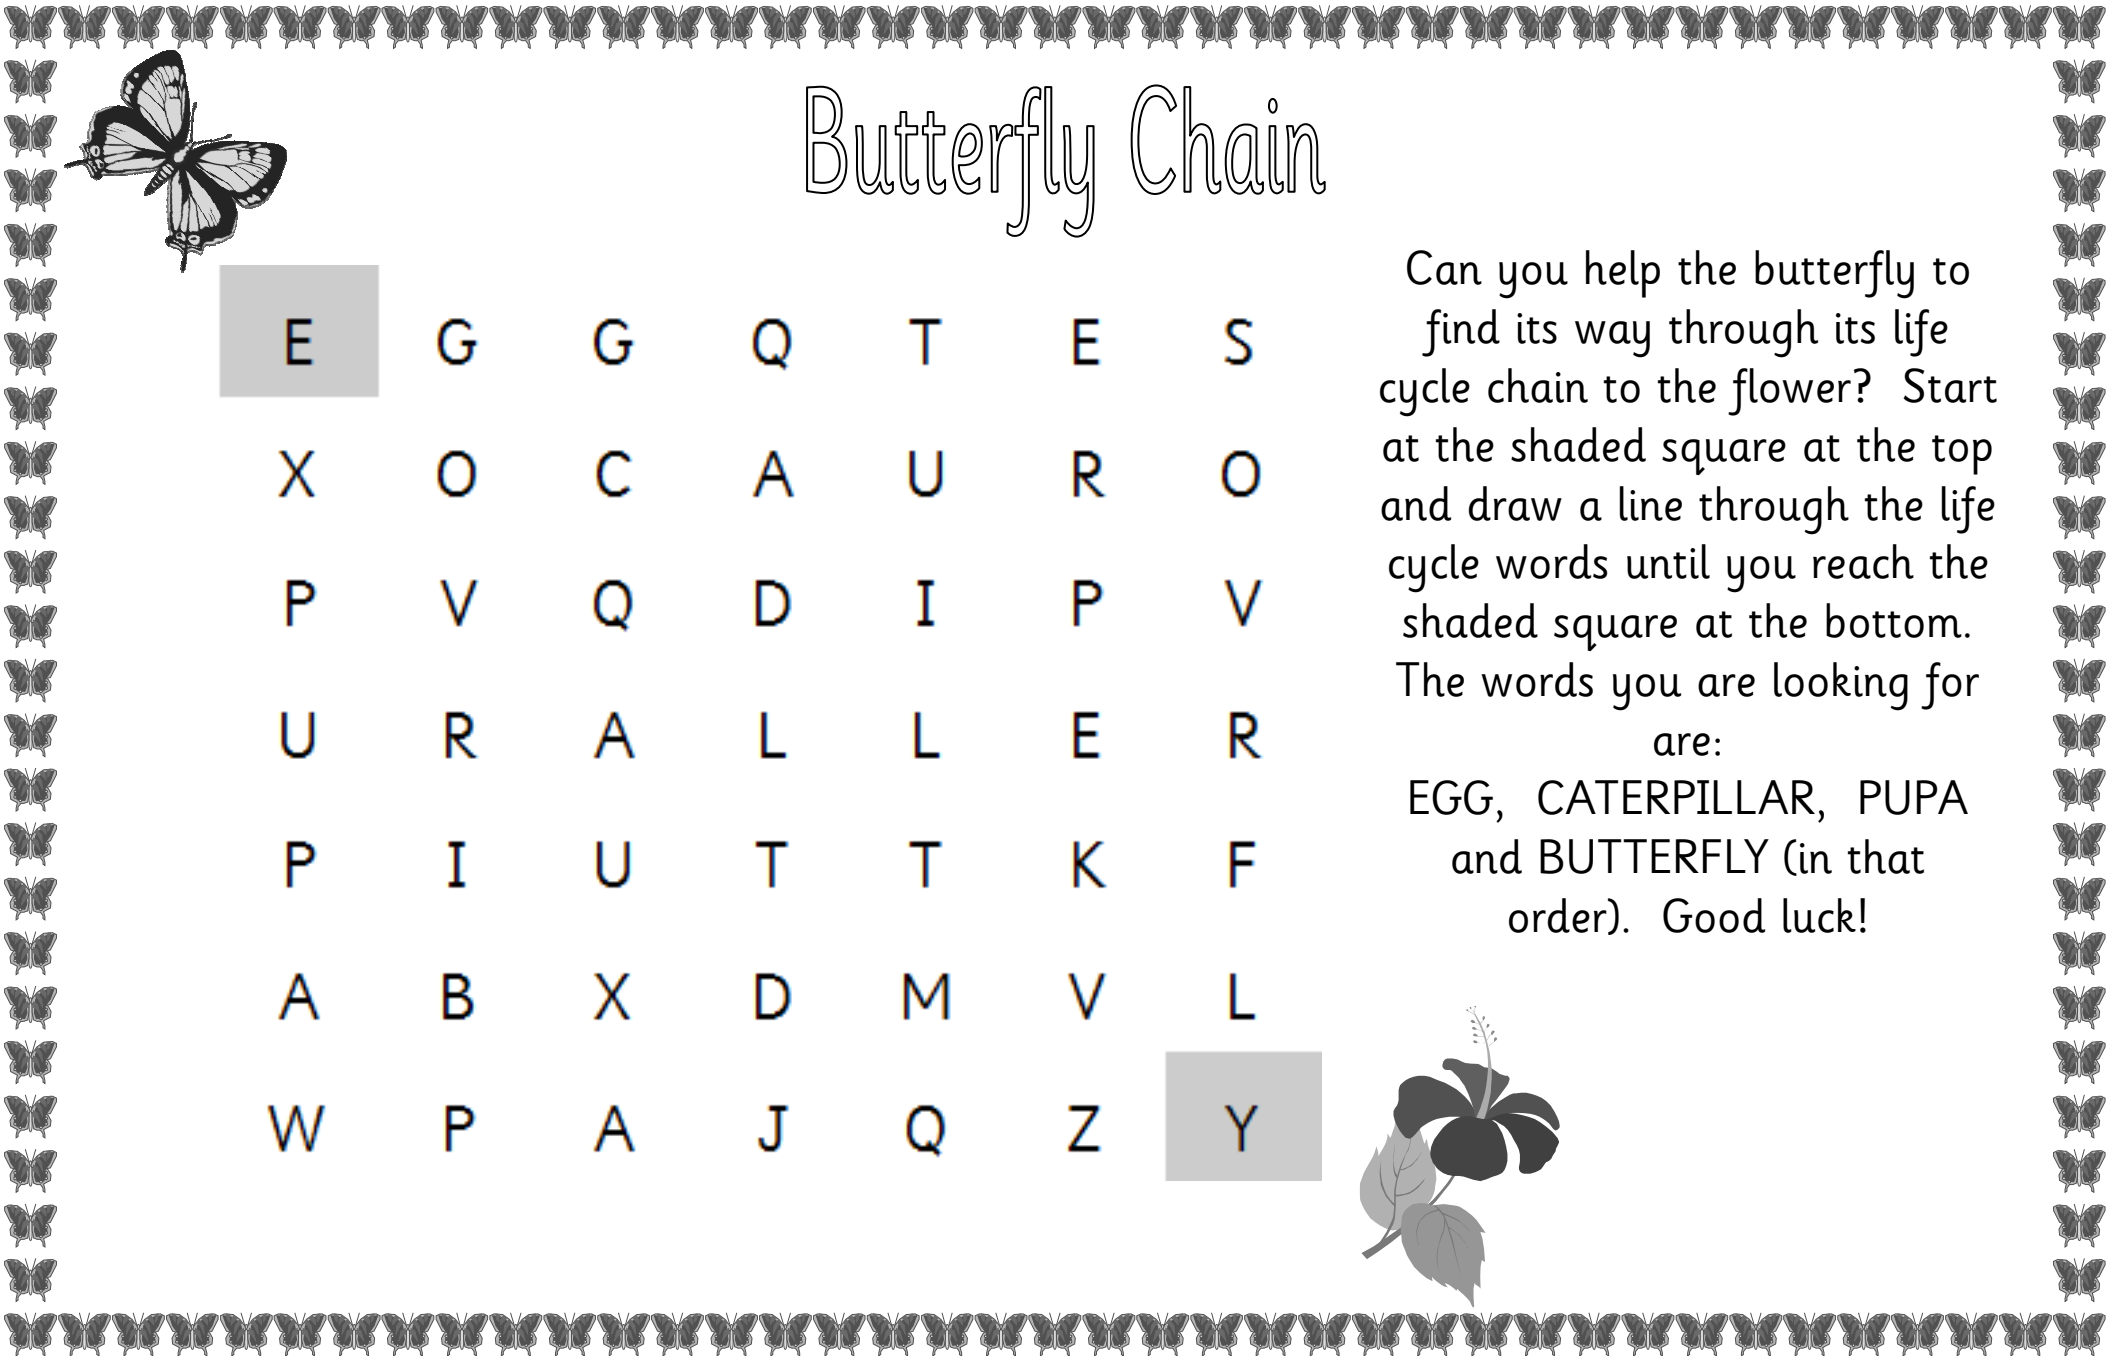 Butterfly Chain
E G G Q T E S
X O C A U R O
P V Q D I P V
U R A L L E R
P I U T T K F
A B X D M V L
W P A J Q Z Y
Can you help the butterfly to
find its way through its life
cycle chain to the flower? Start
at the shaded square at the top
and draw a line through the life
cycle words until you reach the
shaded square at the bottom.
The words you are looking for
are:
EGG, CATERPILLAR, PUPA
and BUTTERFLY (in that
order). Good luck!